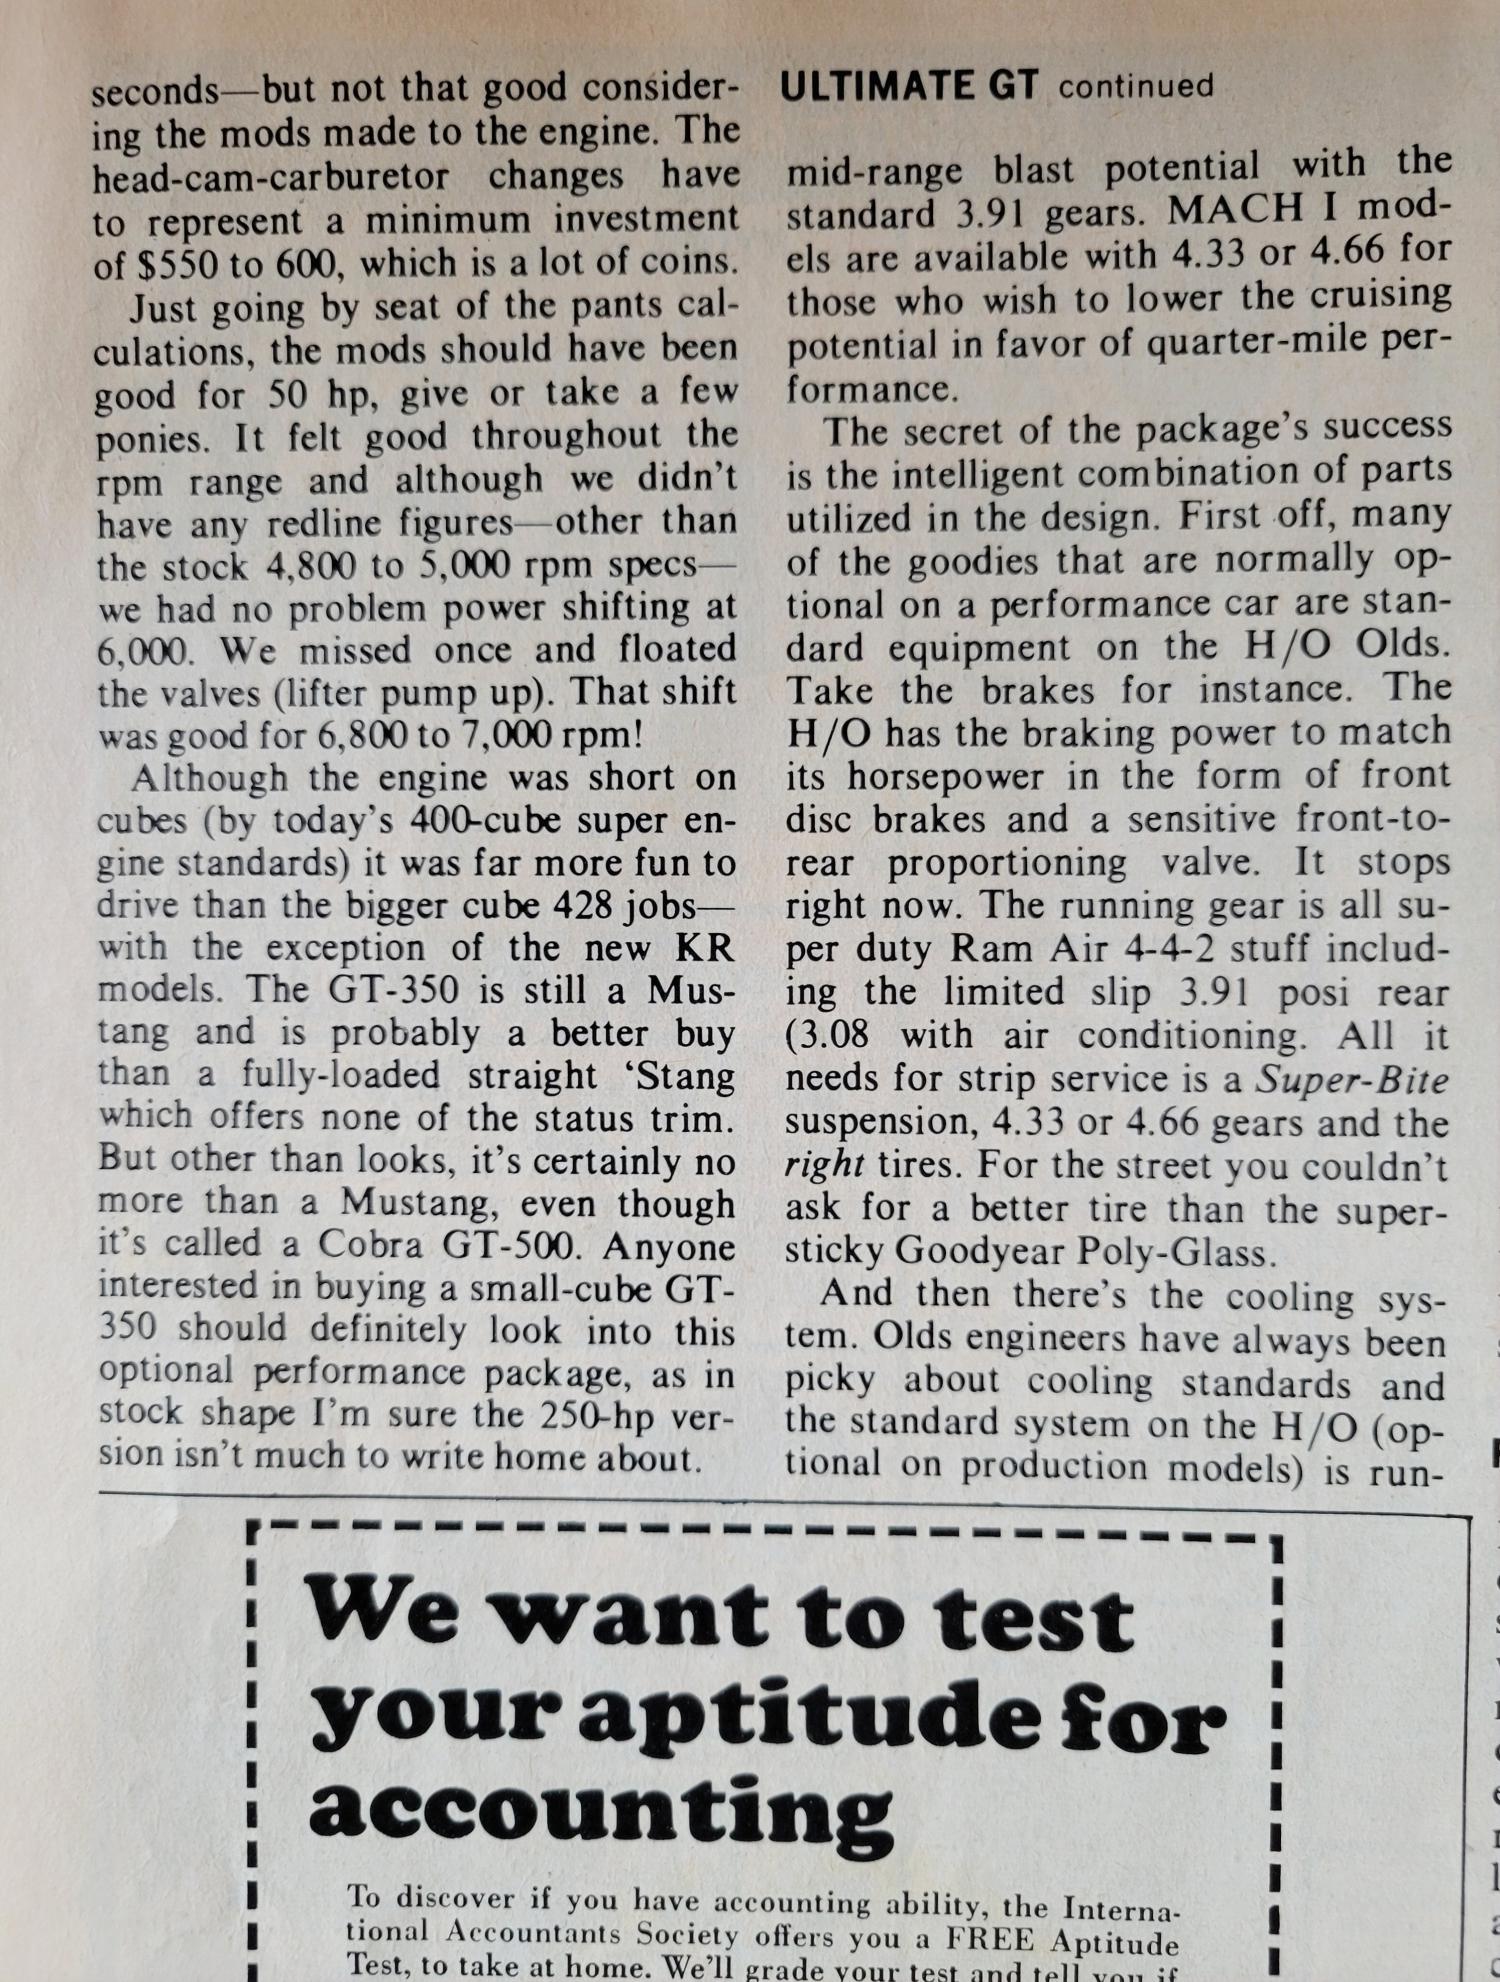 seconds—but not that good consider-
ing the mods made to the engine. The
head-cam-carburetor changes have
to represent a minimum investment
of $550 to 600, which is a lot of coins.
Just going by seat of the pants cal-
culations, the mods should have been
good for 50 hp, give or take a few
ponies. It felt good throughout the
rpm range and although we didn't
have any redline figures—other than
the stock 4,800 to 5,000 rpm specs—
we had no problem power shifting at
6,000. We missed once and floated
the valves (lifter pump up). That shift
was good for 6,800 to 7,000 rpm!
Although the engine was short on
cubes (by today's 400-cube super en-
gine standards) it was far more fun to
drive than the bigger cube 428 jobs—
with the exception of the new KR
models. The GT-350 is still a Mus-
tang and is probably a better buy
than a fully-loaded straight ‘Stang
which offers none of the status trim.
But other than looks, it's certainly no
more than a Mustang, even though
it's called a Cobra GT-500. Anyone
interested in buying a small-cube GT-
350 should definitely look into this
optional performance package, as in
stock shape I'm sure the 250-hp ver-
sion isn't much to write home about.
ULTIMATE GT continued
mid-range blast potential with the
standard 3.91 gears. MACH I mod-
els are available with 4.33 or 4.66 for
those who wish to lower the cruising
potential in favor of quarter-mile per-
formance.
The secret of the package's success
is the intelligent combination of parts
utilized in the design. First off, many
of the goodies that are normally op-
tional on a performance car are stan-
dard equipment on the H/O Olds.
Take the brakes for instance. The
H/O has the braking power to match
its horsepower in the form of front
disc brakes and a sensitive front-to-
rear proportioning valve. It stops
right now. The running gear is all su-
per duty Ram Air 4-4-2 stuff includ-
ing the limited slip 3.91 posi rear
(3.08 with air conditioning. All it
needs for strip service is a Super-Bite
suspension, 4.33 or 4.66 gears and the
right tires. For the street you couldn't
ask for a better tire than the super-
sticky Goodyear Poly-Glass.
And then there's the cooling sys-
tem. Olds engineers have always been
picky about cooling standards and
the standard system on the H/O (op-
tional on production models) is run-
We want to test
your aptitude for
accounting
To discover if you have accounting ability, the Interna-
tional Accountants Society offers you a FREE Aptitude
Test, to take at home. We'll grade your test and tell you if